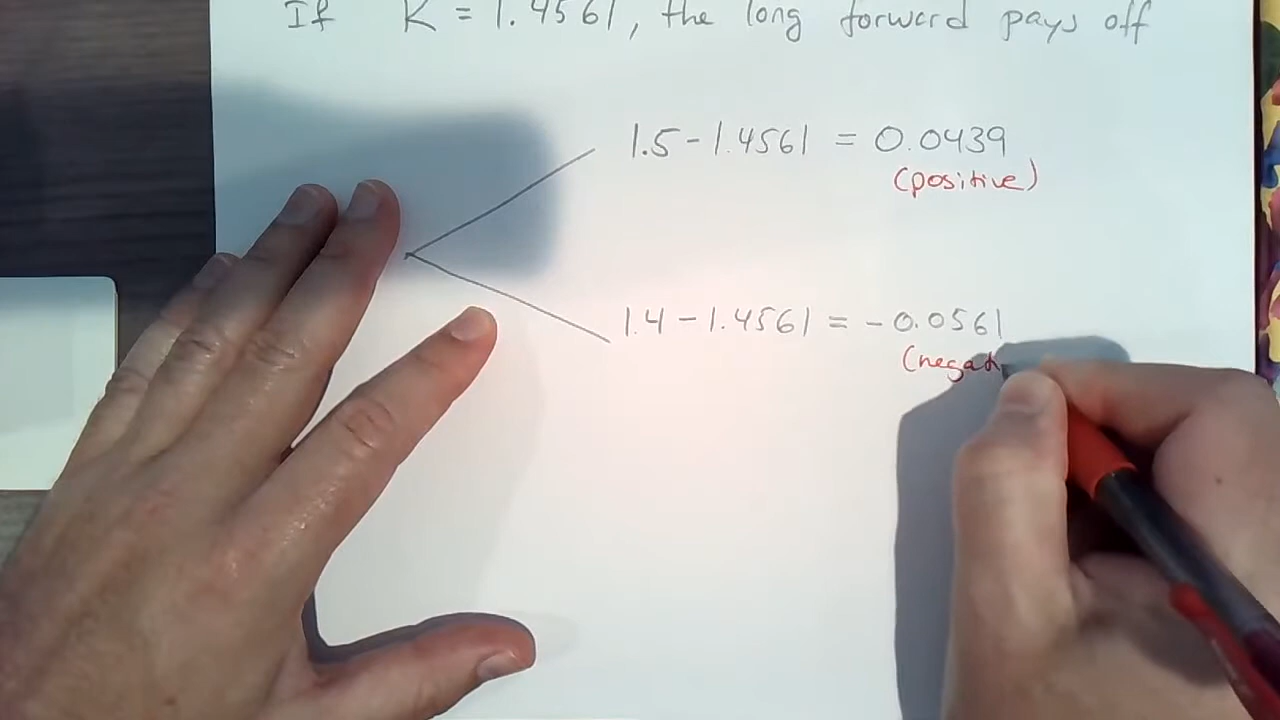 If K = 1.4561, the long forward pays off
1.5 - 1.4561 = 0.0439
(positive)
1.4 - 1.4561 = - 0.0561
(negat